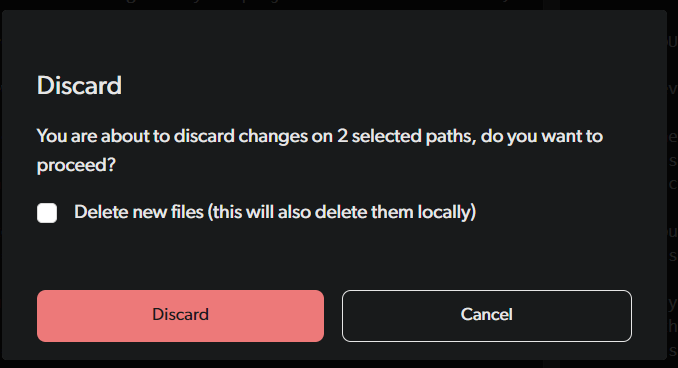 Discard
You are about to discard changes on 2 selected paths, do you want to
proceed?
Delete new files (this will also delete them locally)
Discard
Cancel